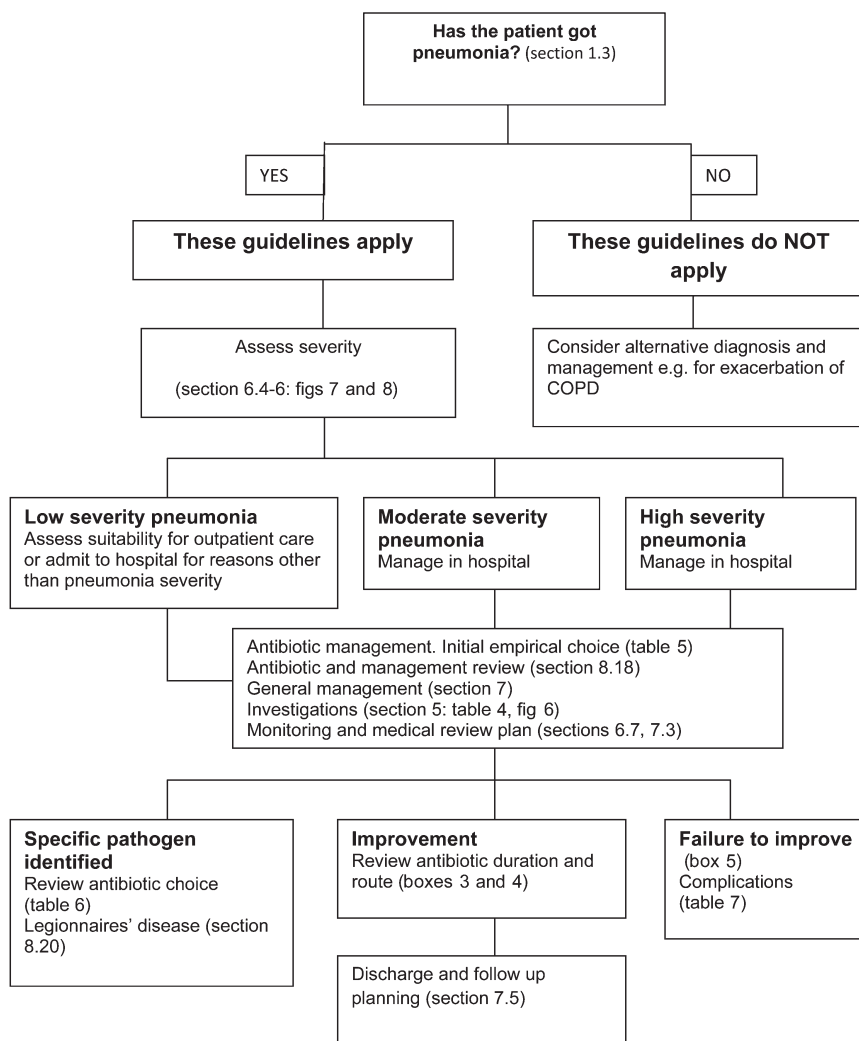 Has the patient got
pneumonia? (section 1.3)
YES
NO
These guidelines apply
These guidelines do NOT
apply
Assess severity
(section 6.4-6: figs 7 and 8)
Consider alternative diagnosis and
management e.g. for exacerbation of
COPD
Low severity pneumonia
Assess suitability for outpatient care
or admit to hospital for reasons other
than pneumonia severity
Moderate severity
pneumonia
Manage in hospital
High severity
pneumonia
Manage in hospital
Antibiotic management. Initial empirical choice (table 5)
Antibiotic and management review (section 8.18)
General management (section 7)
Investigations (section 5: table 4, fig 6)
Monitoring and medical review plan (sections 6.7, 7.3)
Specific pathogen
identified
Review antibiotic choice
(table 6)
Legionnaires’ disease (section
8.20)
Improvement
Review antibiotic duration and
route (boxes 3 and 4)
Failure to improve
(box 5)
Complications
(table 7)
Discharge and follow up
planning (section 7.5)